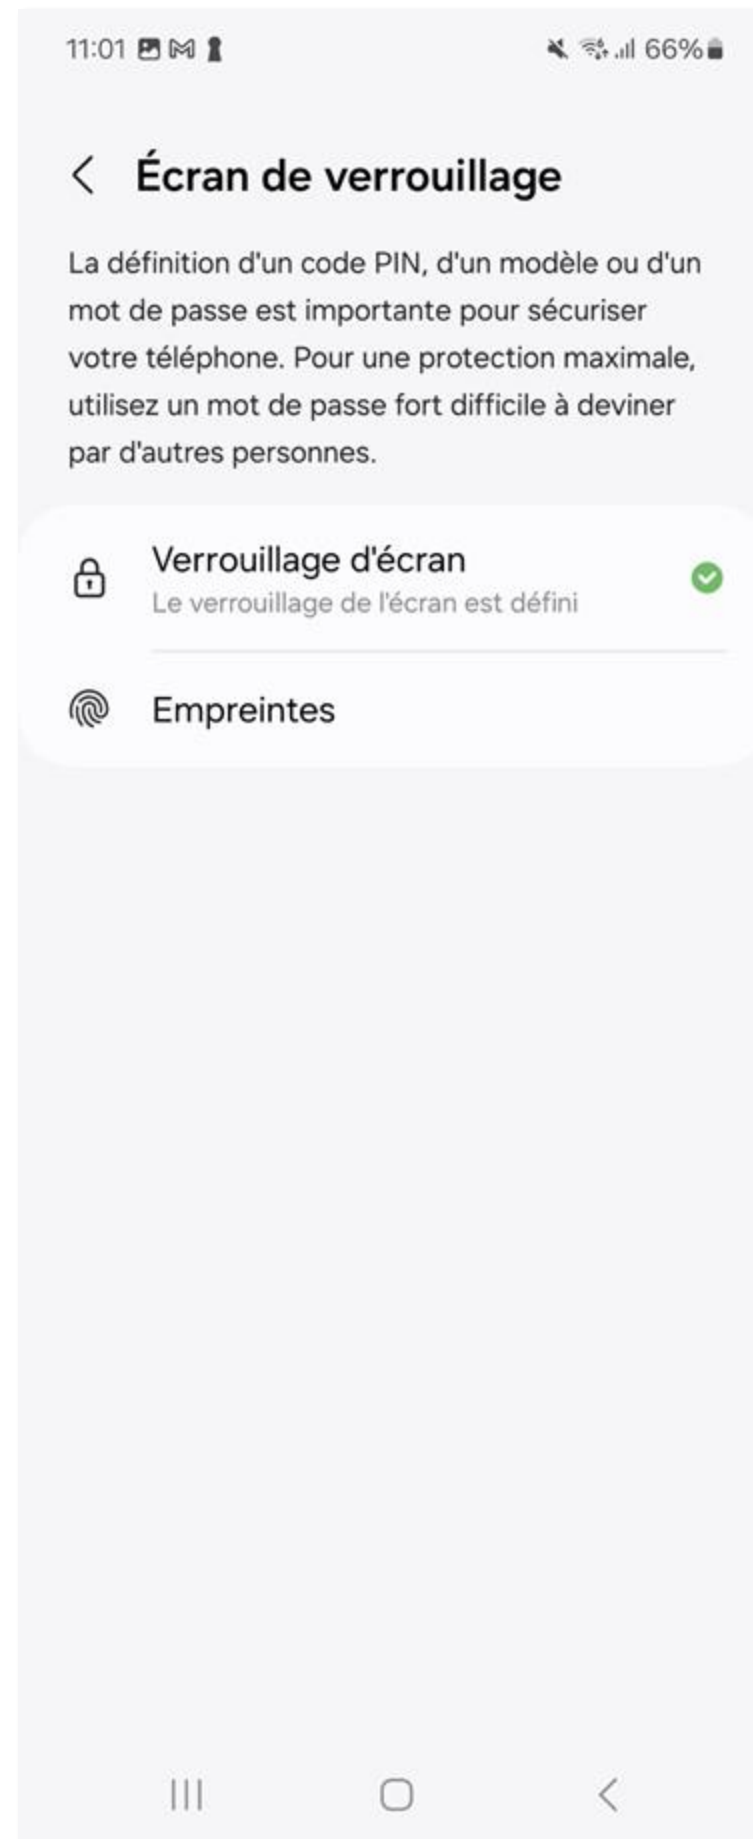 11:01
66%
Écran de verrouillage
La définition d'un code PIN, d'un modèle ou d'un
mot de passe est importante pour sécuriser
votre téléphone. Pour une protection maximale,
utilisez un mot de passe fort difficile à deviner
par d'autres personnes.
Verrouillage d'écran
Le verrouillage de l'écran est défini
Empreintes